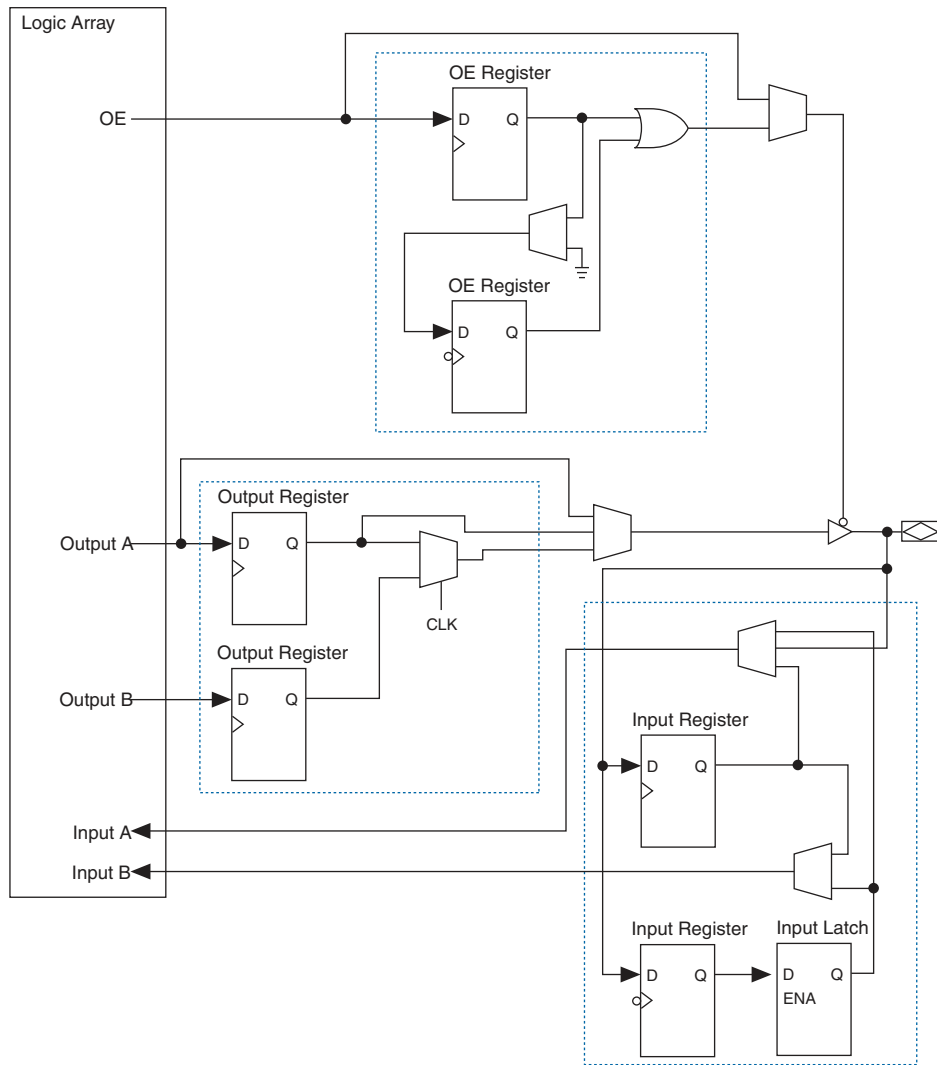 Logic Array
OE
OE Register
D Q
OE Register
D Q
Output Register
Output A
D Q
CLK
Output Register
Output B
D Q
Input Register
D Q
Input A
Input B
Input Register
Input Latch
D Q
D Q
ENA